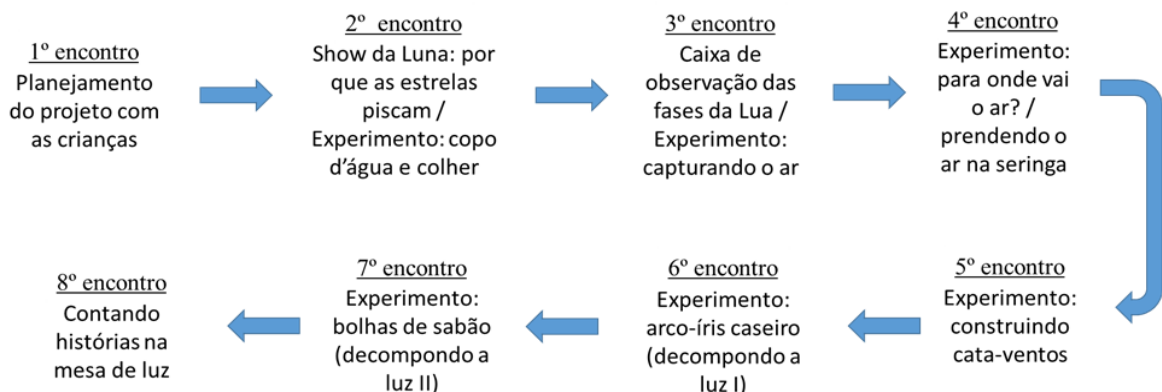 1º encontro
Planejamento
do projeto com
as crianças
2º encontro
Show da Luna: por
que as estrelas
piscam /
Experimento: copo
d’água e colher
3º encontro
Caixa de
observação das
fases da Lua /
Experimento:
capturando o ar
4º encontro
Experimento:
para onde vai
o ar? /
prendendo o
ar na seringa
5º encontro
Experimento:
construindo
cata-ventos
6º encontro
Experimento:
arco-íris caseiro
(decompondo a
luz I)
7º encontro
Experimento:
bolhas de sabão
(decompondo a
luz II)
8º encontro
Contando
histórias na
mesa de luz